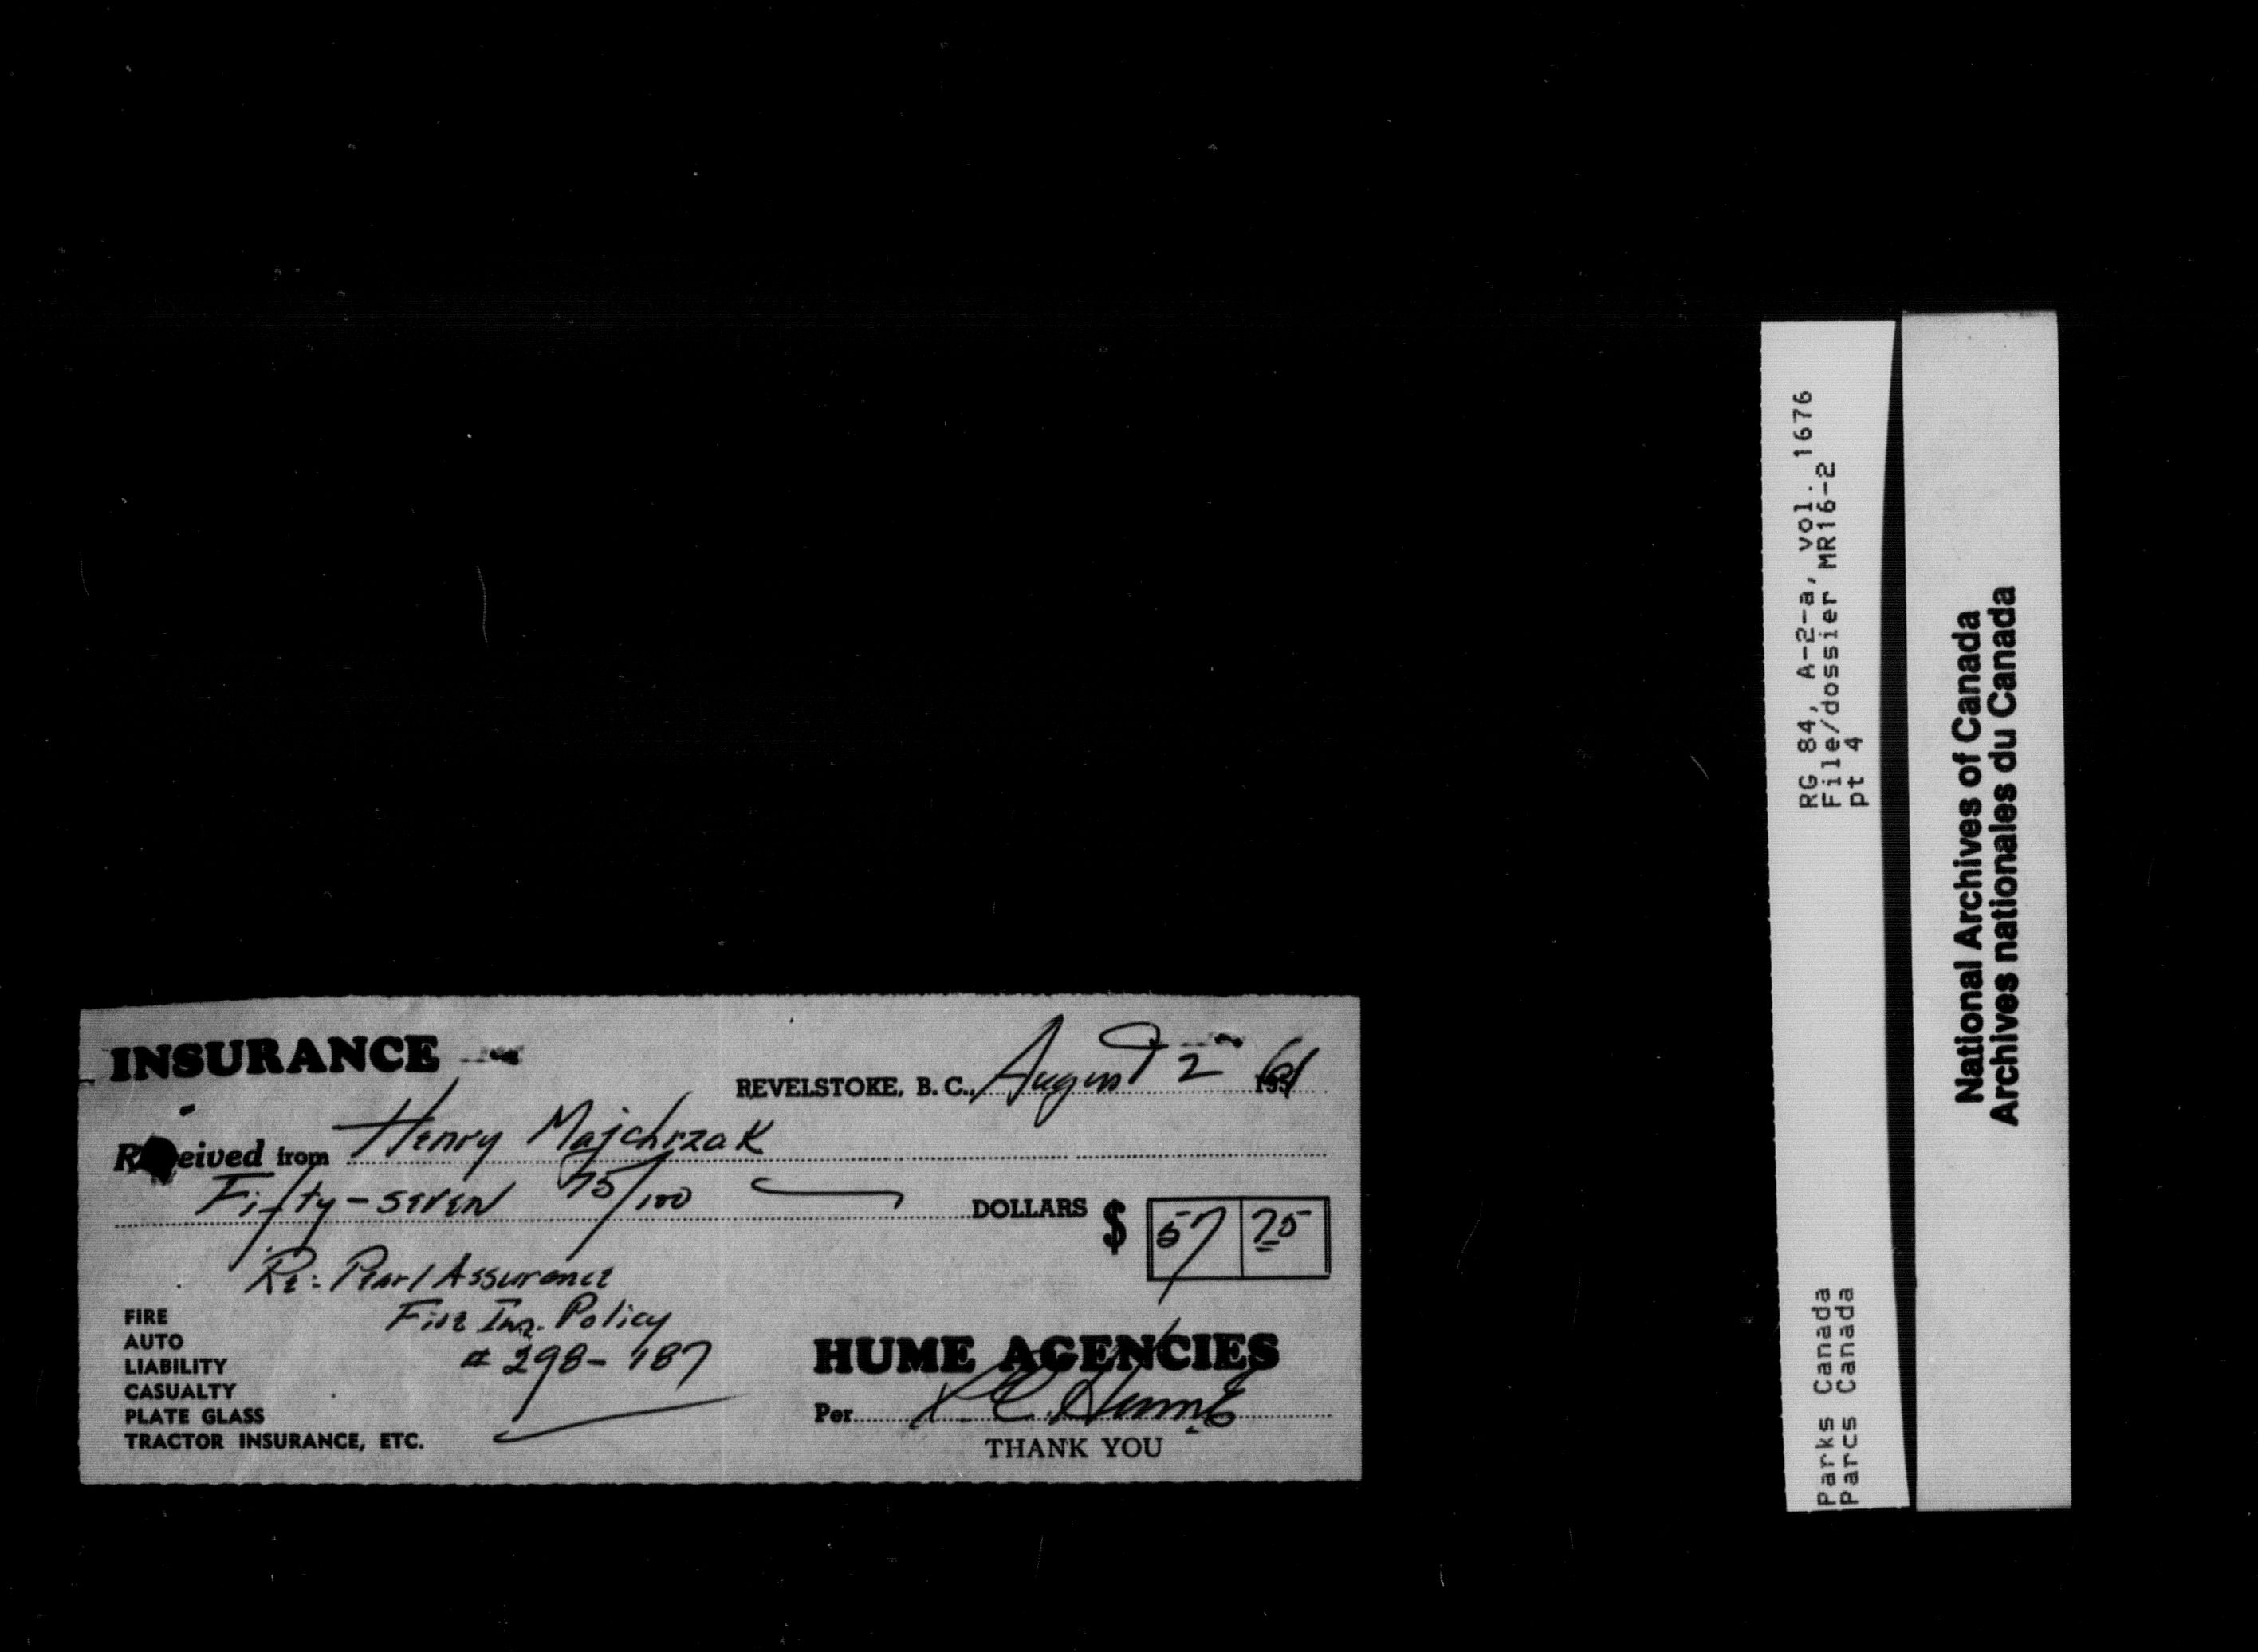 INSURANCE
REVELSTOKE, B. C., August 2 1961
Received from Henry Majchrzak
Fifty-seven 75/100 DOLLARS $ 57 75
Re: Pearl Assurance
Fire Ins. Policy
# 298-187
FIRE
AUTO
LIABILITY
CASUALTY
PLATE GLASS
TRACTOR INSURANCE, ETC.
HUME AGENCIES
Per Hume
THANK YOU
RG 84, A-2-a, vol. 1676
File/dossier MR16-2
pt 4
Parks Canada
Parcs Canada
National Archives of Canada
Archives nationales du Canada